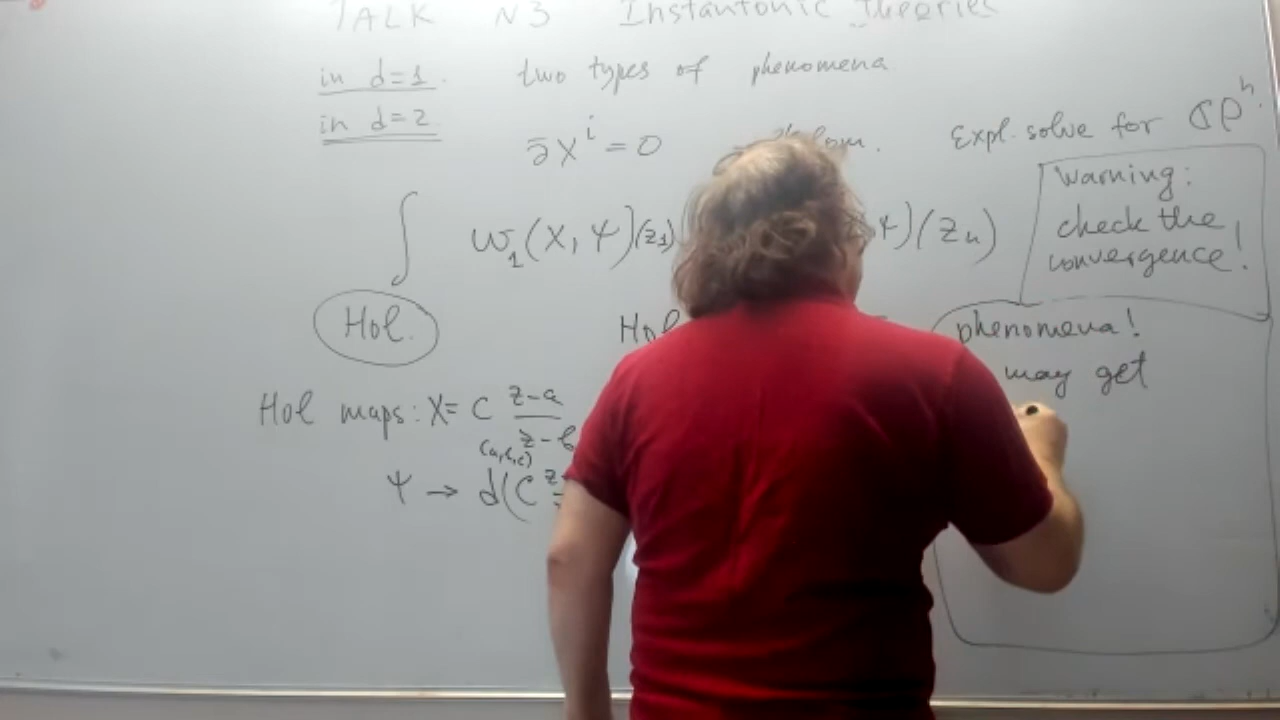 TALK N3 Instantonic Theories
in d=1. two types of phenomena
in d=2.
∂̄X^i = 0
Expl. solve for CP^n.
Warning:
check the
convergence!
∫ ω_1(X, Ψ)(z_1) Ψ)(z_n)
Hol.
Hol
phenomena!
may get
Hol maps: X = C (z-a)/(z-b)
(a,b,c)
Ψ → d(C